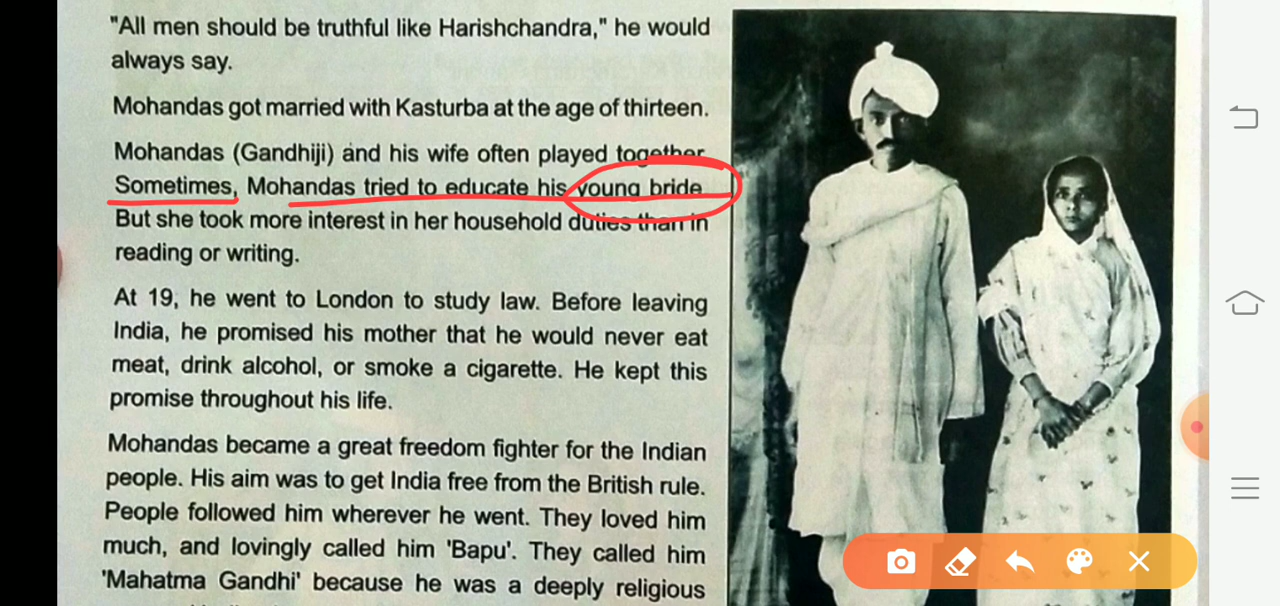 "All men should be truthful like Harishchandra," he would
always say.
Mohandas got married with Kasturba at the age of thirteen.
Mohandas (Gandhiji) and his wife often played together.
Sometimes, Mohandas tried to educate his young bride.
But she took more interest in her household duties than in
reading or writing.
At 19, he went to London to study law. Before leaving
India, he promised his mother that he would never eat
meat, drink alcohol, or smoke a cigarette. He kept this
promise throughout his life.
Mohandas became a great freedom fighter for the Indian
people. His aim was to get India free from the British rule.
People followed him wherever he went. They loved him
much, and lovingly called him 'Bapu'. They called him
'Mahatma Gandhi' because he was a deeply religious